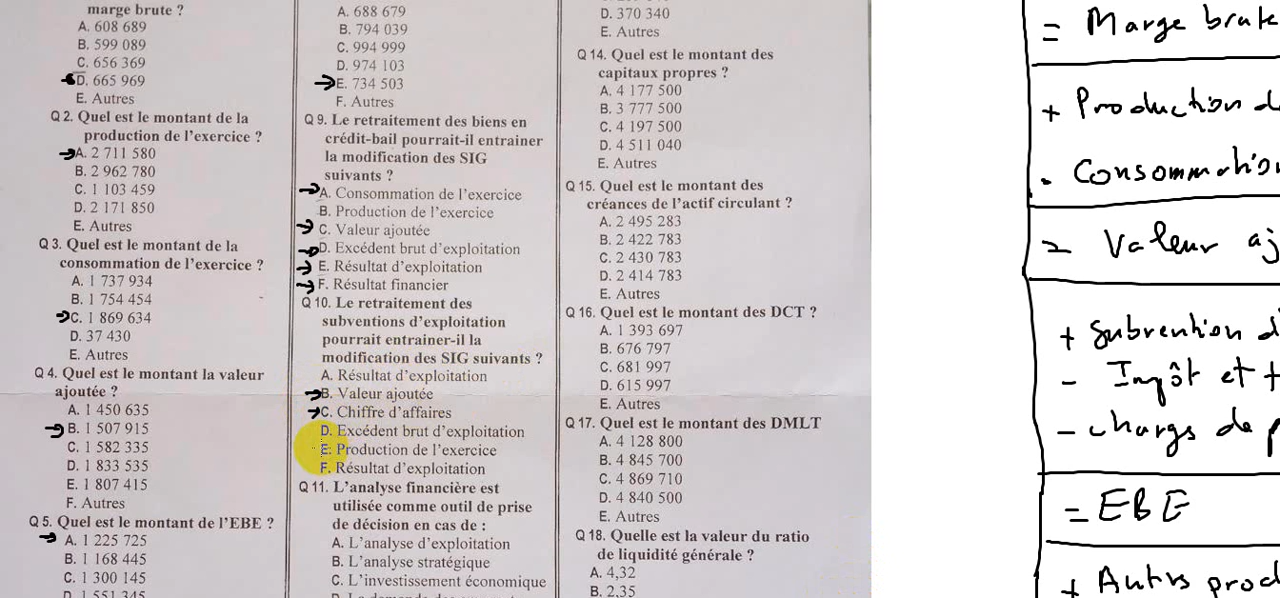 marge brute ?
A. 608 689
B. 599 089
C. 656 369
D. 665 969
E. Autres
Q 2. Quel est le montant de la
production de l'exercice ?
A. 2 711 580
B. 2 962 780
C. 1 103 459
D. 2 171 850
E. Autres
Q 3. Quel est le montant de la
consommation de l'exercice ?
A. 1 737 934
B. 1 754 454
C. 1 869 634
D. 37 430
E. Autres
Q 4. Quel est le montant la valeur
ajoutée ?
A. 1 450 635
B. 1 507 915
C. 1 582 335
D. 1 833 535
E. 1 807 415
F. Autres
Q 5. Quel est le montant de l'EBE ?
A. 1 225 725
B. 1 168 445
C. 1 300 145
D. 1 551 345
A. 688 679
B. 794 039
C. 994 999
D. 974 103
E. 734 503
F. Autres
Q 9. Le retraitement des biens en
crédit-bail pourrait-il entrainer
la modification des SIG
suivants ?
A. Consommation de l'exercice
B. Production de l'exercice
C. Valeur ajoutée
D. Excédent brut d'exploitation
E. Résultat d'exploitation
F. Résultat financier
Q 10. Le retraitement des
subventions d'exploitation
pourrait entrainer-il la
modification des SIG suivants ?
A. Résultat d'exploitation
B. Valeur ajoutée
C. Chiffre d'affaires
D. Excédent brut d'exploitation
E. Production de l'exercice
F. Résultat d'exploitation
Q 11. L'analyse financière est
utilisée comme outil de prise
de décision en cas de :
A. L'analyse d'exploitation
B. L'analyse stratégique
C. L'investissement économique
D. 370 340
E. Autres
Q 14. Quel est le montant des
capitaux propres ?
A. 4 177 500
B. 3 777 500
C. 4 197 500
D. 4 511 040
E. Autres
Q 15. Quel est le montant des
créances de l'actif circulant ?
A. 2 495 283
B. 2 422 783
C. 2 430 783
D. 2 414 783
E. Autres
Q 16. Quel est le montant des DCT ?
A. 1 393 697
B. 676 797
C. 681 997
D. 615 997
E. Autres
Q 17. Quel est le montant des DMLT
A. 4 128 800
B. 4 845 700
C. 4 869 710
D. 4 840 500
E. Autres
Q 18. Quelle est la valeur du ratio
de liquidité générale ?
A. 4,32
B. 2,35
= Marge brute
+ Production de
- Consommation
= Valeur aj
+ Subvention d'
- Impôt et t
- charges de p
= EBE
+ Autres prod